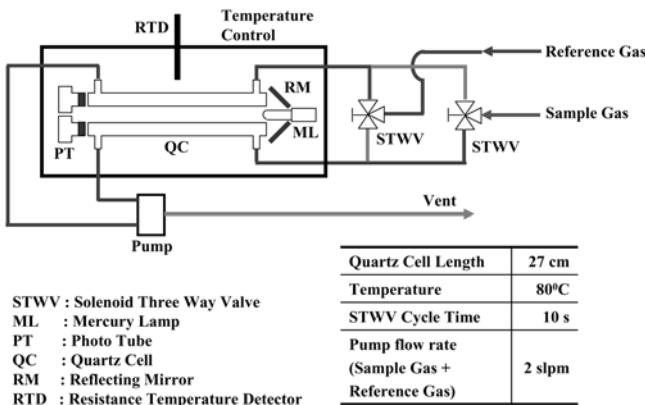 RTD
Temperature
Control
Reference Gas
RM
Sample Gas
ML
STWV
STWV
PT
QC
Vent
Pump
STWV : Solenoid Three Way Valve
ML : Mercury Lamp
PT : Photo Tube
QC : Quartz Cell
RM : Reflecting Mirror
RTD : Resistance Temperature Detector
Quartz Cell Length 27 cm
Temperature 80⁰C
STWV Cycle Time 10 s
Pump flow rate
(Sample Gas + 2 slpm
Reference Gas)